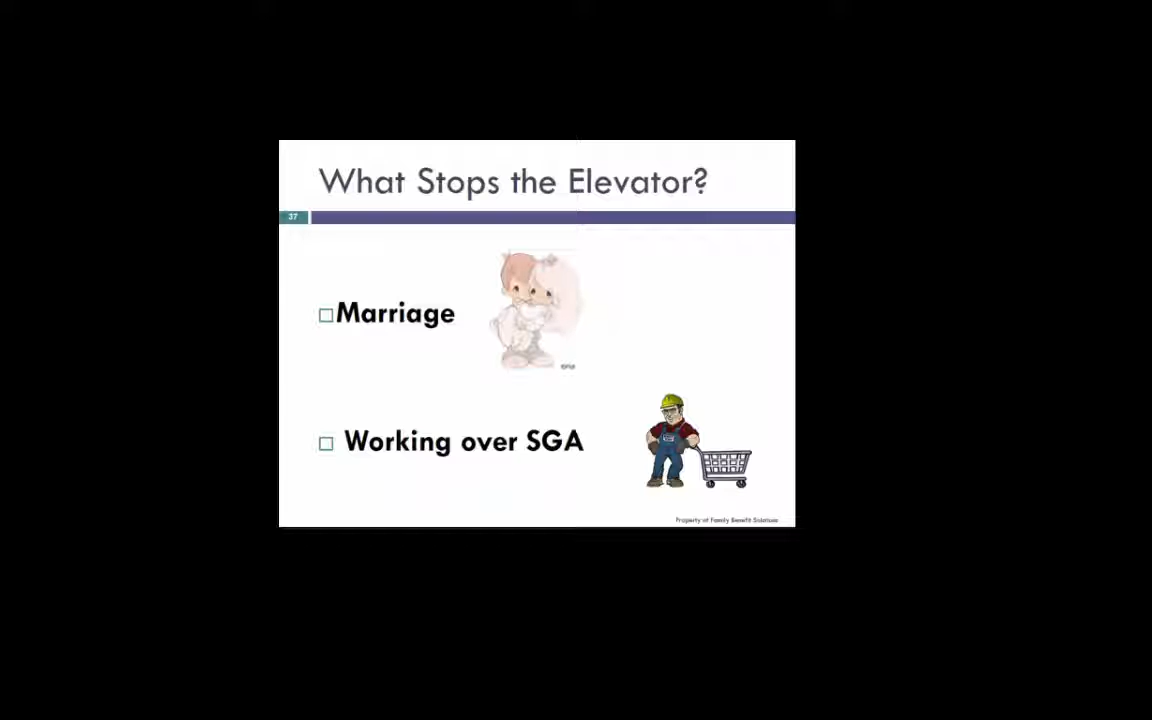 What Stops the Elevator?
37
Marriage
Working over SGA
Property of Family Benefit Solutions